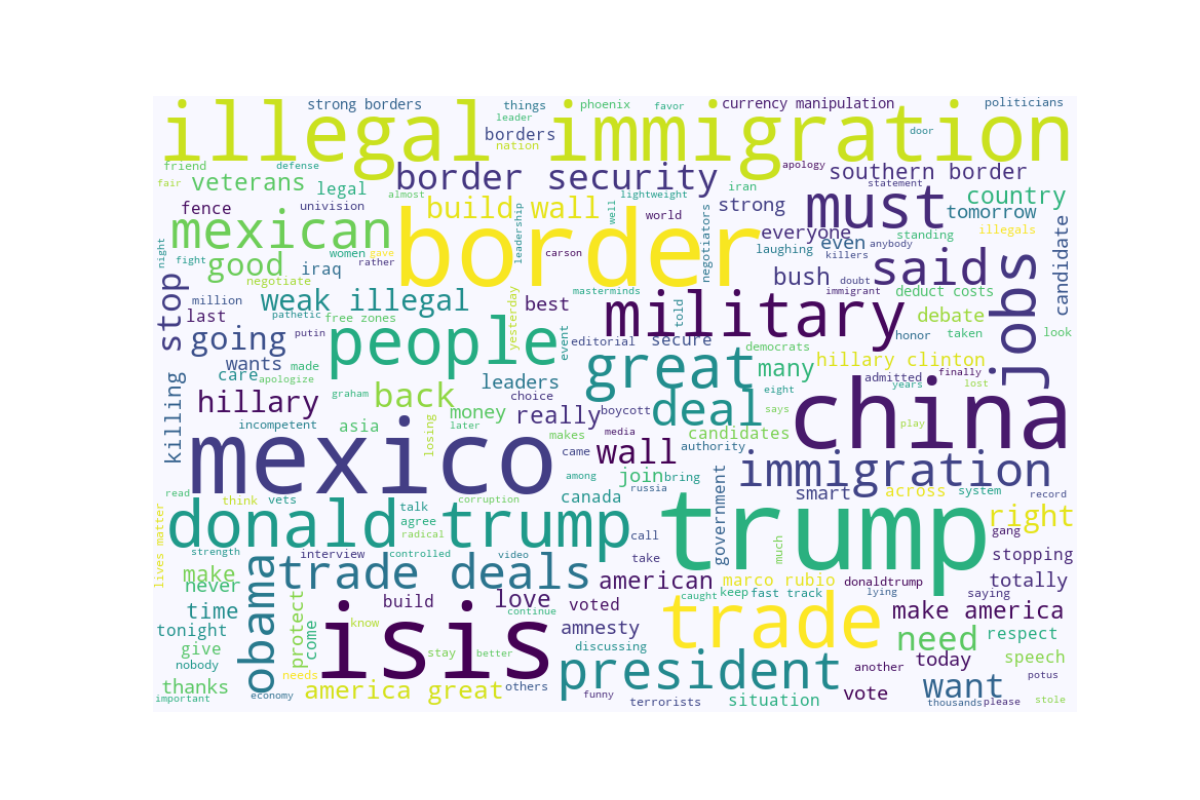 strong borders things phoenix favor currency manipulation politicians
illegal immigration
leader door
borders
nation
friend defense border security apology southern border
fair veterans legal almost lightweight iran statement country
fence univision build wall well world strong must tomorrow
mexican border negotiators everyone standing illegals candidate
night fight women gave leadership laughing even anybody
good iraq rather carson bush killers said jobs
negotiate doubt
stop million weak illegal yesterday best masterminds military told immigrant deduct costs
last pathetic free zones event honor debate taken look
going putin people editorial secure
wants made great democrats hillary clinton
care apologize leaders many admitted finally
killing hillary graham back choice deal eight years lost
incompetent asia money really boycott says china play
mexico losing later makes media candidates
came wall authority
among join bring immigration
read think vets corruption canada russia government smart across system record
lives matter donald trump talk trump right
agree
strength radical call much gang
interview controlled video take stopping
obama make trade deals american marco rubio donaldtrump totally
never caught keep fast track lying saying
time protect build love voted trade make america
tonight come isis continue amnesty need respect
give know discussing
nobody stay better president another today speech
thanks needs potus
america great others want
important economy funny terrorists situation vote thousands please stole